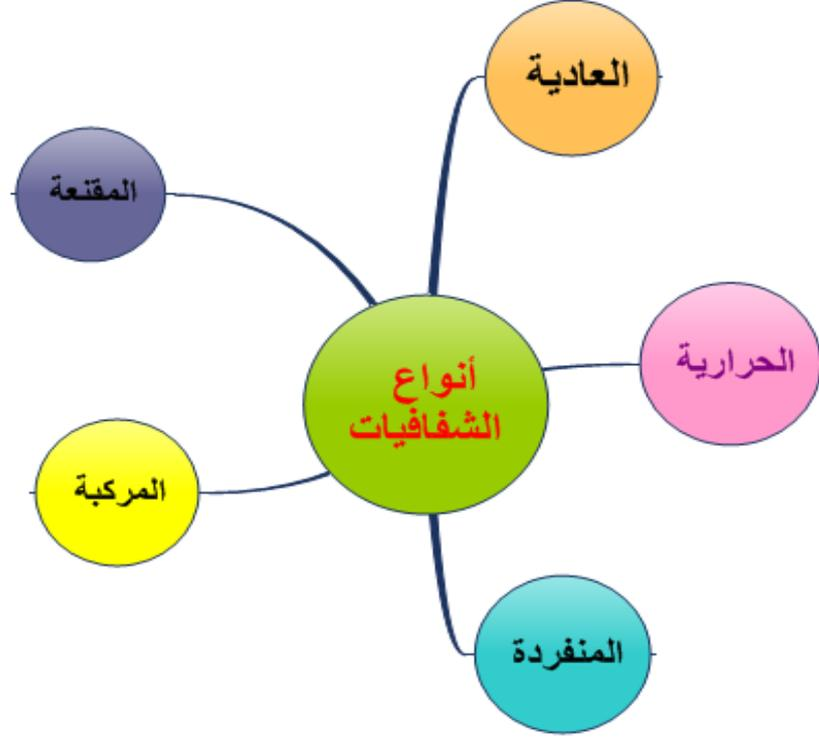 العادية
المقنعة
الحرارية
أنواع
الشفافيات
المركبة
المنفردة